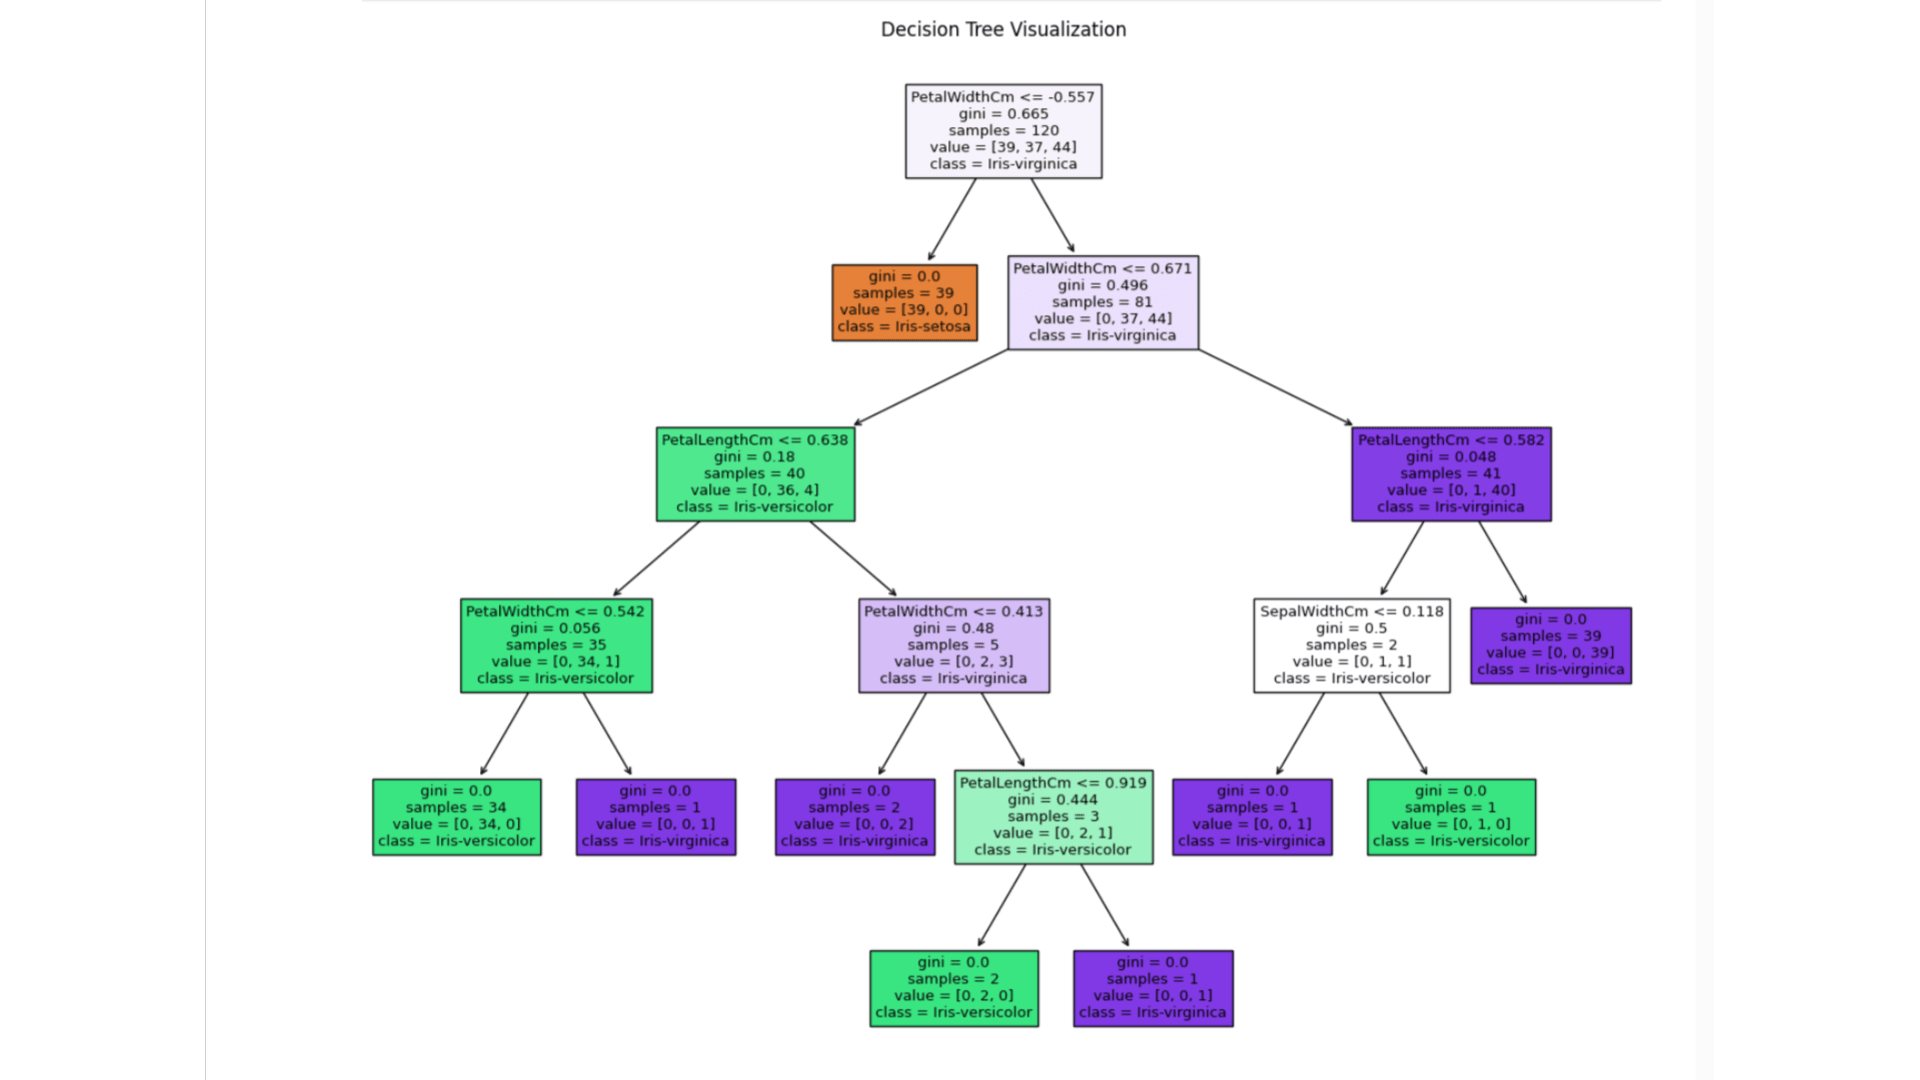 Decision Tree Visualization
PetalWidthCm <= -0.557
gini = 0.665
samples = 120
value = [39, 37, 44]
class = Iris-virginica
gini = 0.0
samples = 39
value = [39, 0, 0]
class = Iris-setosa
PetalWidthCm <= 0.671
gini = 0.496
samples = 81
value = [0, 37, 44]
class = Iris-virginica
PetalLengthCm <= 0.638
gini = 0.18
samples = 40
value = [0, 36, 4]
class = Iris-versicolor
PetalLengthCm <= 0.582
gini = 0.048
samples = 41
value = [0, 1, 40]
class = Iris-virginica
PetalWidthCm <= 0.542
gini = 0.056
samples = 35
value = [0, 34, 1]
class = Iris-versicolor
PetalWidthCm <= 0.413
gini = 0.48
samples = 5
value = [0, 2, 3]
class = Iris-virginica
SepalWidthCm <= 0.118
gini = 0.5
samples = 2
value = [0, 1, 1]
class = Iris-versicolor
gini = 0.0
samples = 39
value = [0, 0, 39]
class = Iris-virginica
gini = 0.0
samples = 34
value = [0, 34, 0]
class = Iris-versicolor
gini = 0.0
samples = 1
value = [0, 0, 1]
class = Iris-virginica
gini = 0.0
samples = 2
value = [0, 0, 2]
class = Iris-virginica
PetalLengthCm <= 0.919
gini = 0.444
samples = 3
value = [0, 2, 1]
class = Iris-versicolor
gini = 0.0
samples = 1
value = [0, 0, 1]
class = Iris-virginica
gini = 0.0
samples = 1
value = [0, 1, 0]
class = Iris-versicolor
gini = 0.0
samples = 2
value = [0, 2, 0]
class = Iris-versicolor
gini = 0.0
samples = 1
value = [0, 0, 1]
class = Iris-virginica